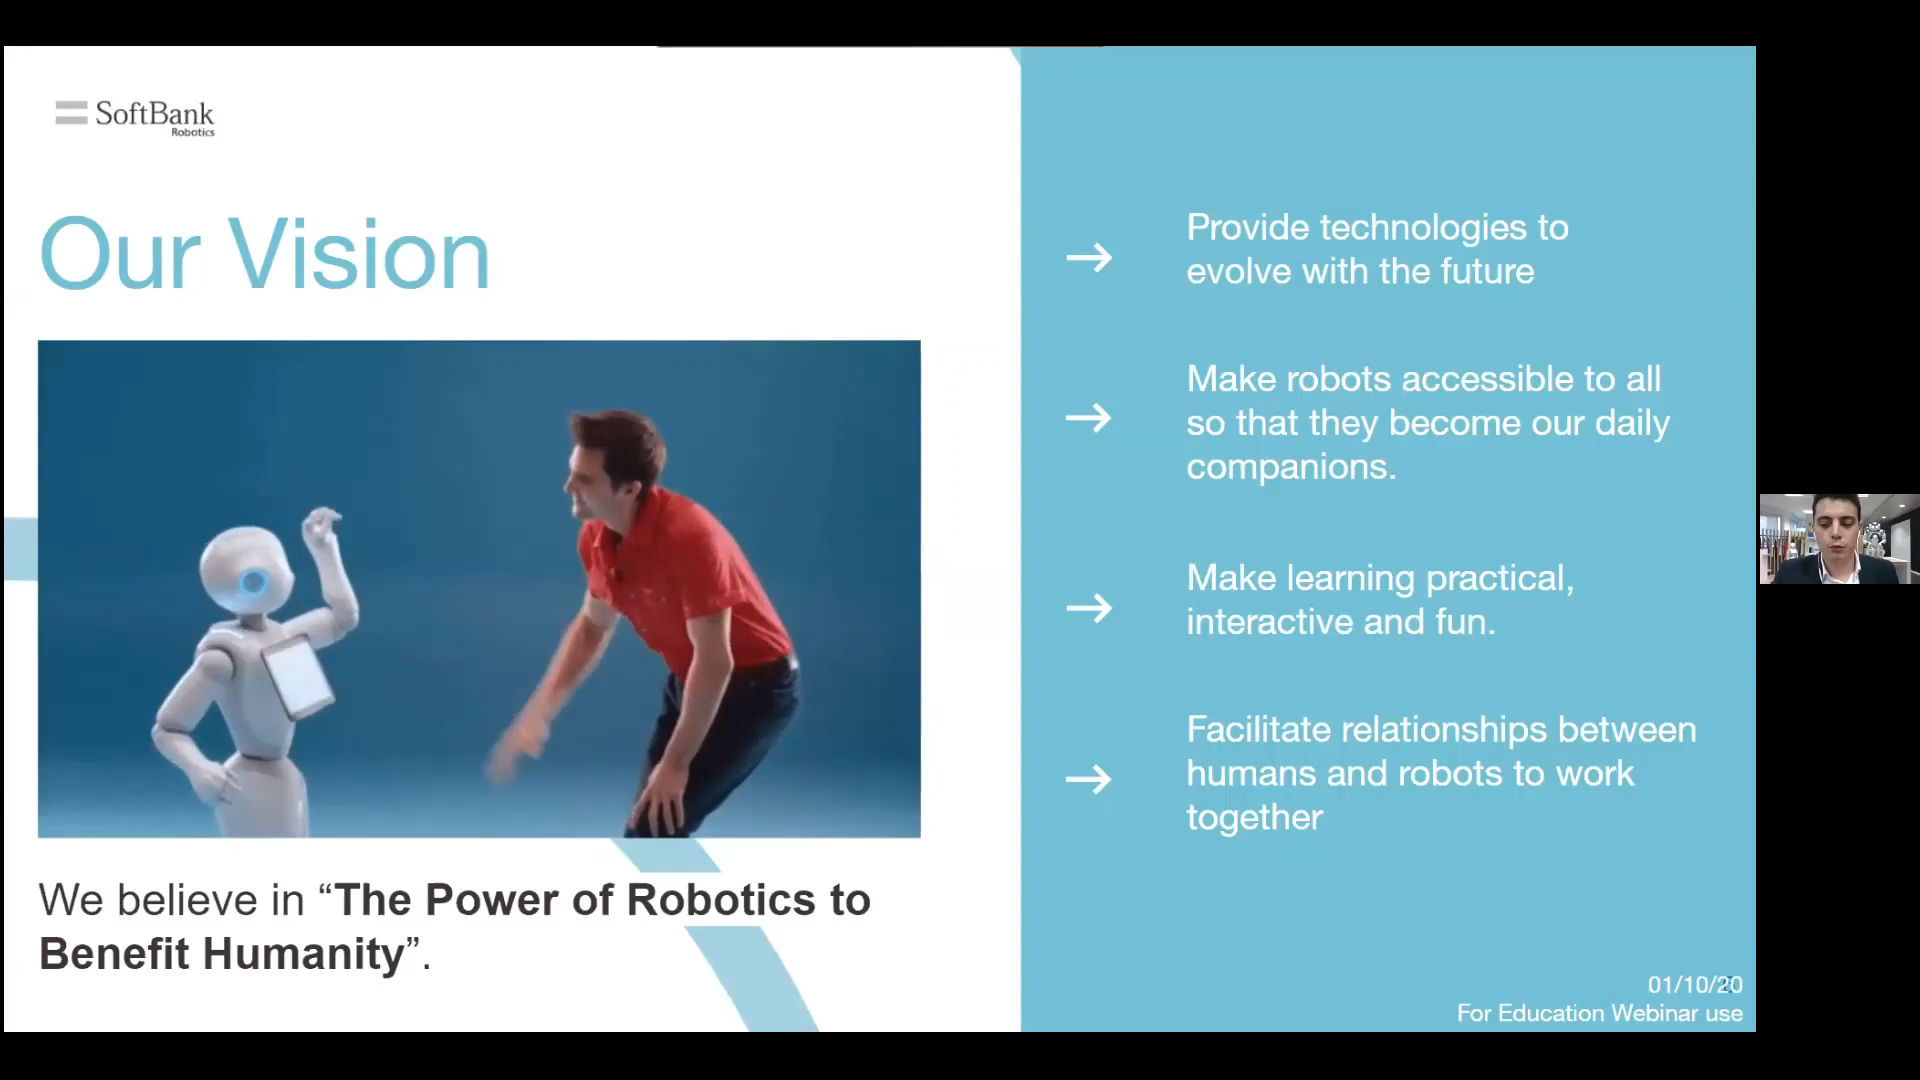 SoftBank
Robotics
Our Vision
We believe in “The Power of Robotics to
Benefit Humanity”.
Provide technologies to
evolve with the future
Make robots accessible to all
so that they become our daily
companions.
Make learning practical,
interactive and fun.
Facilitate relationships between
humans and robots to work
together
01/10/20
For Education Webinar use